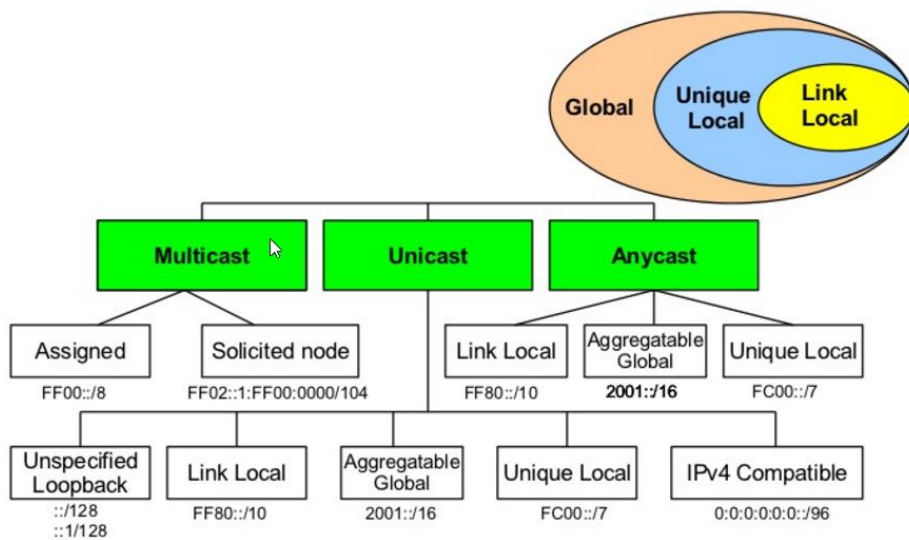 Global
Unique
Local
Link
Local
Multicast
Unicast
Anycast
Assigned
FF00::/8
Solicited node
FF02::1:FF00:0000/104
Link Local
FF80::/10
Aggregatable
Global
2001::/16
Unique Local
FC00::/7
Unspecified
Loopback
::/128
::1/128
Link Local
FF80::/10
Aggregatable
Global
2001::/16
Unique Local
FC00::/7
IPv4 Compatible
0:0:0:0:0:0::/96